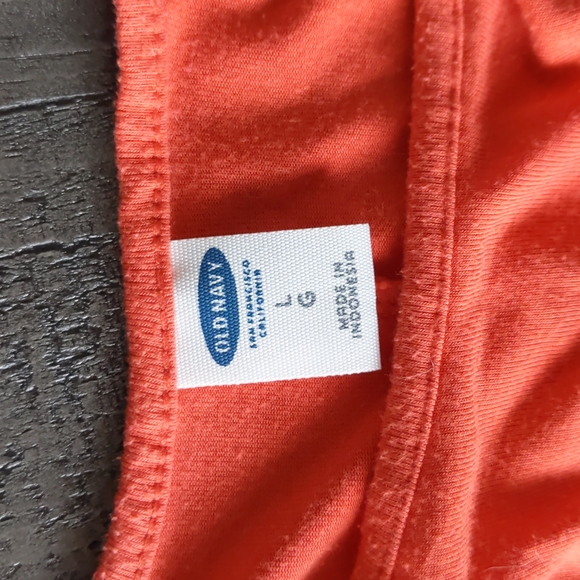 OLD NAVY
SAN FRANCISCO
CALIFORNIA
L
G
MADE IN
INDONESIA